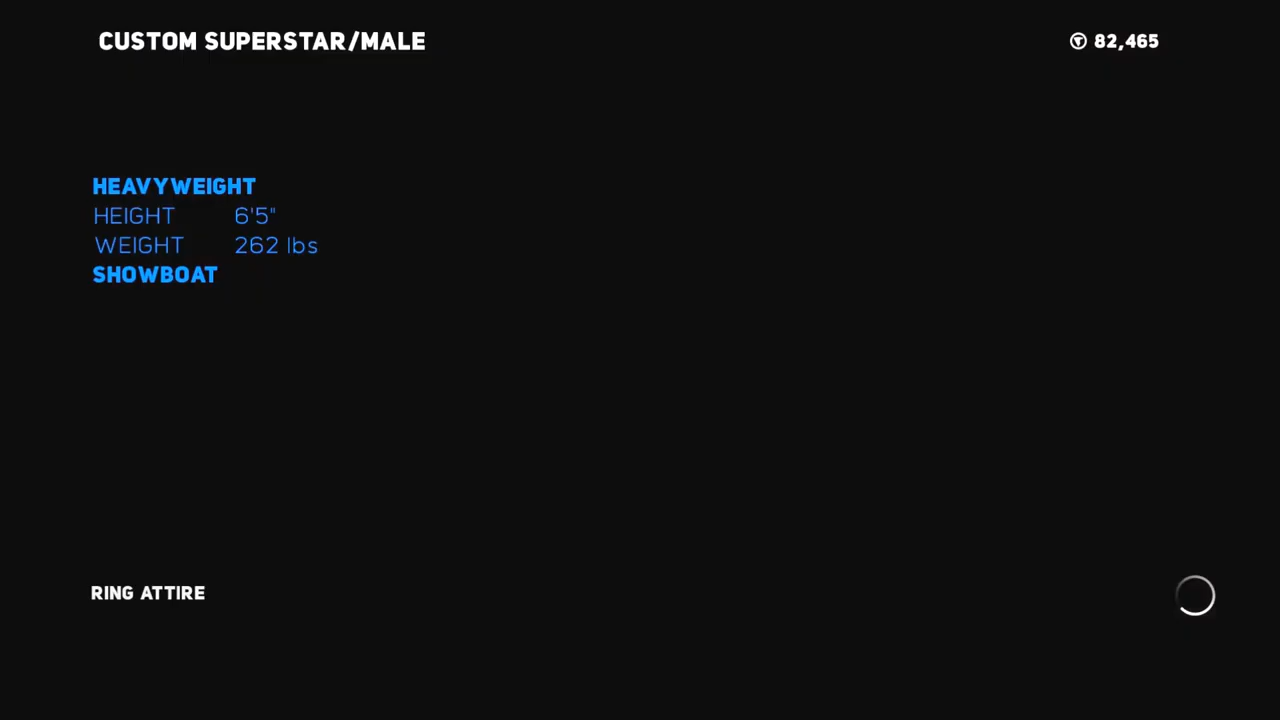 CUSTOM SUPERSTAR/MALE
82,465
HEAVYWEIGHT
HEIGHT 6'5"
WEIGHT 262 lbs
SHOWBOAT
RING ATTIRE